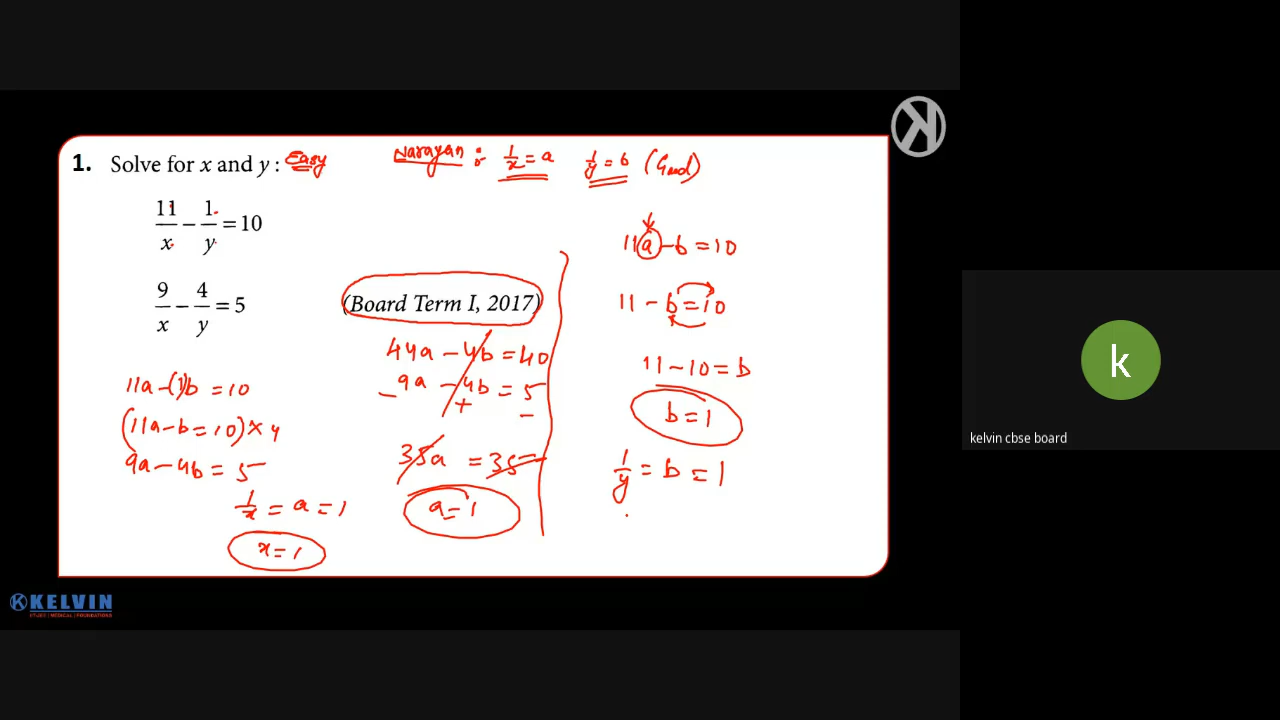 1. Solve for x and y : Easy
Narayan : 1/x = a 1/y = b (Good)
11/x − 1/y = 10
9/x − 4/y = 5
(Board Term I, 2017)
11a − (1)b = 10
(11a − b = 10) × 4
9a − 4b = 5
1/x = a = 1
x = 1
44a − 4b = 40
− 9a − 4b = 5
+ −
35a = 35
a = 1
11a − b = 10
11 − b = 10
11 − 10 = b
b = 1
1/y = b = 1
KELVIN
k
kelvin cbse board